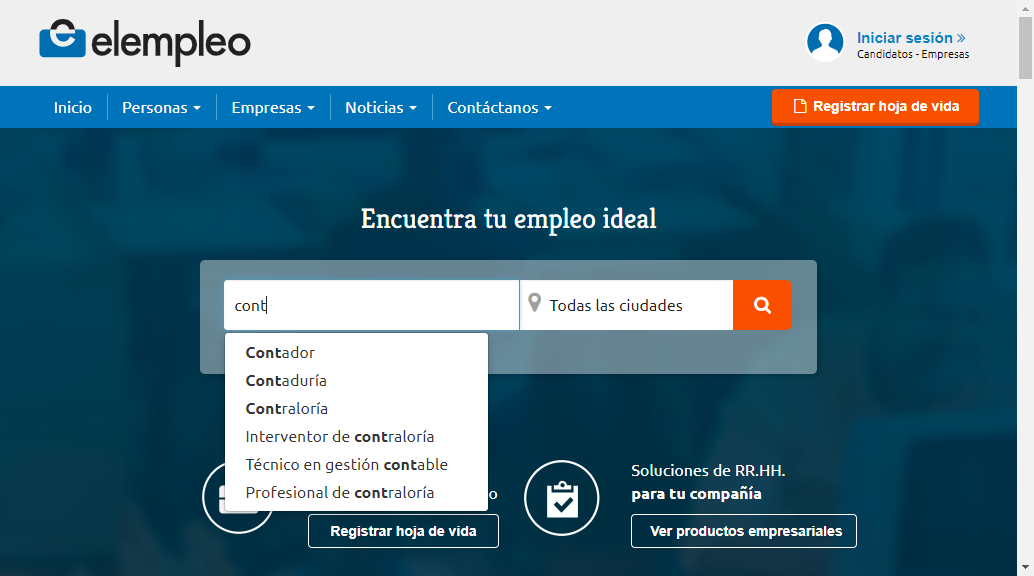 elempleo
Iniciar sesión »
Candidatos - Empresas
Inicio Personas Empresas Noticias Contáctanos Registrar hoja de vida
Encuentra tu empleo ideal
cont Todas las ciudades
Contador
Contaduría
Contraloría
Interventor de contraloría
Técnico en gestión contable
Profesional de contraloría
Registrar hoja de vida
Soluciones de RR.HH.
para tu compañía
Ver productos empresariales